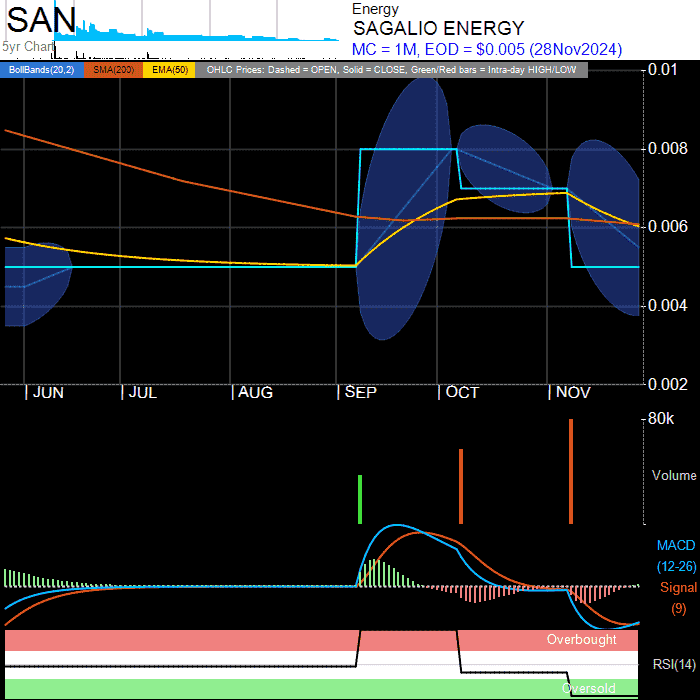 SAN
5yr Chart
Energy
SAGALIO ENERGY
MC = 1M, EOD = $0.005 (28Nov2024)
BollBands(20,2) SMA(200) EMA(50) OHLC Prices: Dashed = OPEN, Solid = CLOSE, Green/Red bars = Intra-day HIGH/LOW
0.01
0.008
0.006
0.004
0.002
JUN JUL AUG SEP OCT NOV
80k
Volume
MACD
(12-26)
Signal
(9)
Overbought
RSI(14)
Oversold